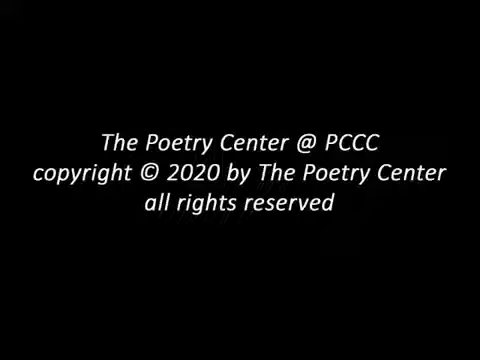 The Poetry Center @ PCCC
copyright © 2020 by The Poetry Center
all rights reserved